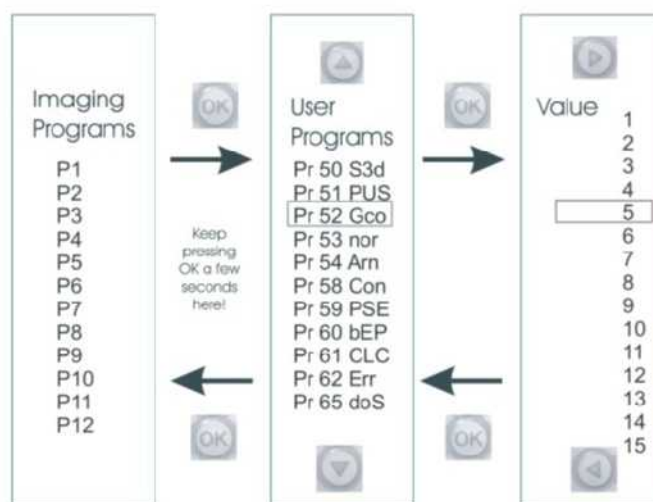 Imaging
Programs
P1
P2
P3
P4
P5
P6
P7
P8
P9
P10
P11
P12
OK
Keep
pressing
OK a few
seconds
here!
OK
User
Programs
Pr 50 S3d
Pr 51 PUS
Pr 52 Gco
Pr 53 nor
Pr 54 Arn
Pr 58 Con
Pr 59 PSE
Pr 60 bEP
Pr 61 CLC
Pr 62 Err
Pr 65 doS
OK
OK
Value
1
2
3
4
5
6
7
8
9
10
11
12
13
14
15